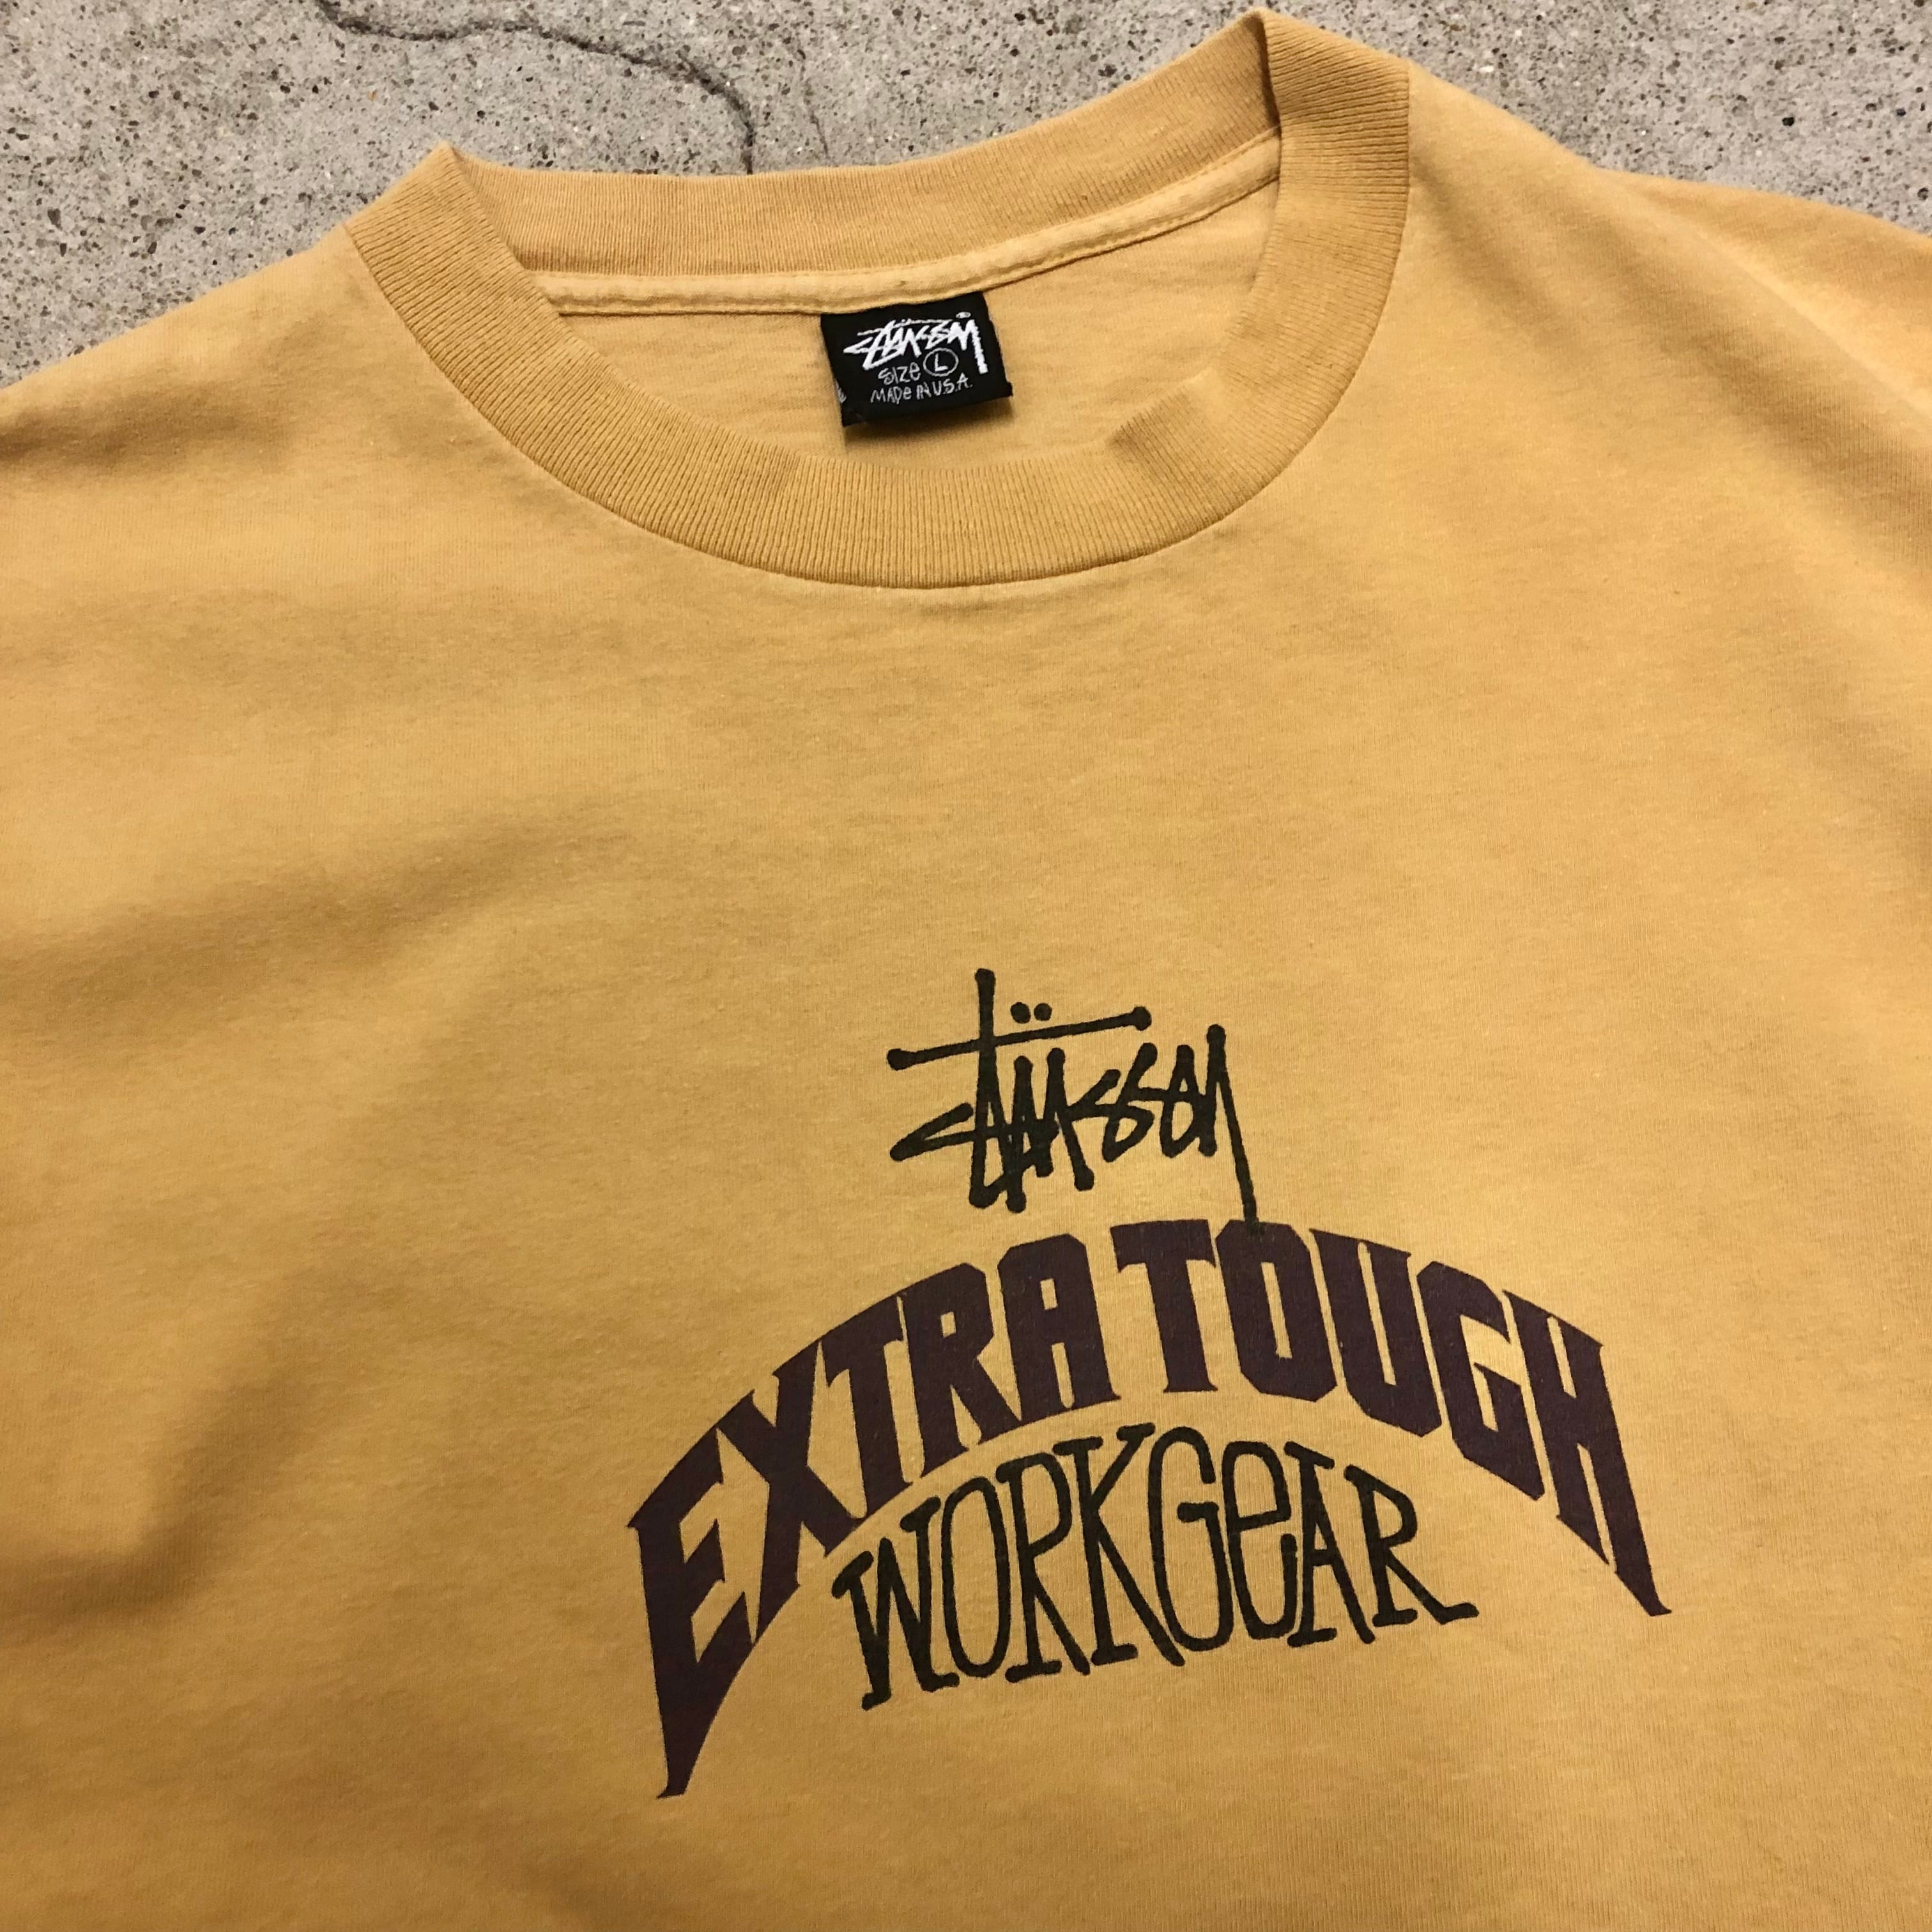 STÜSSY
SIZe L
MADe IN U.S.A.
STÜSSY
EXTRA TOUGH
WORKGeAR